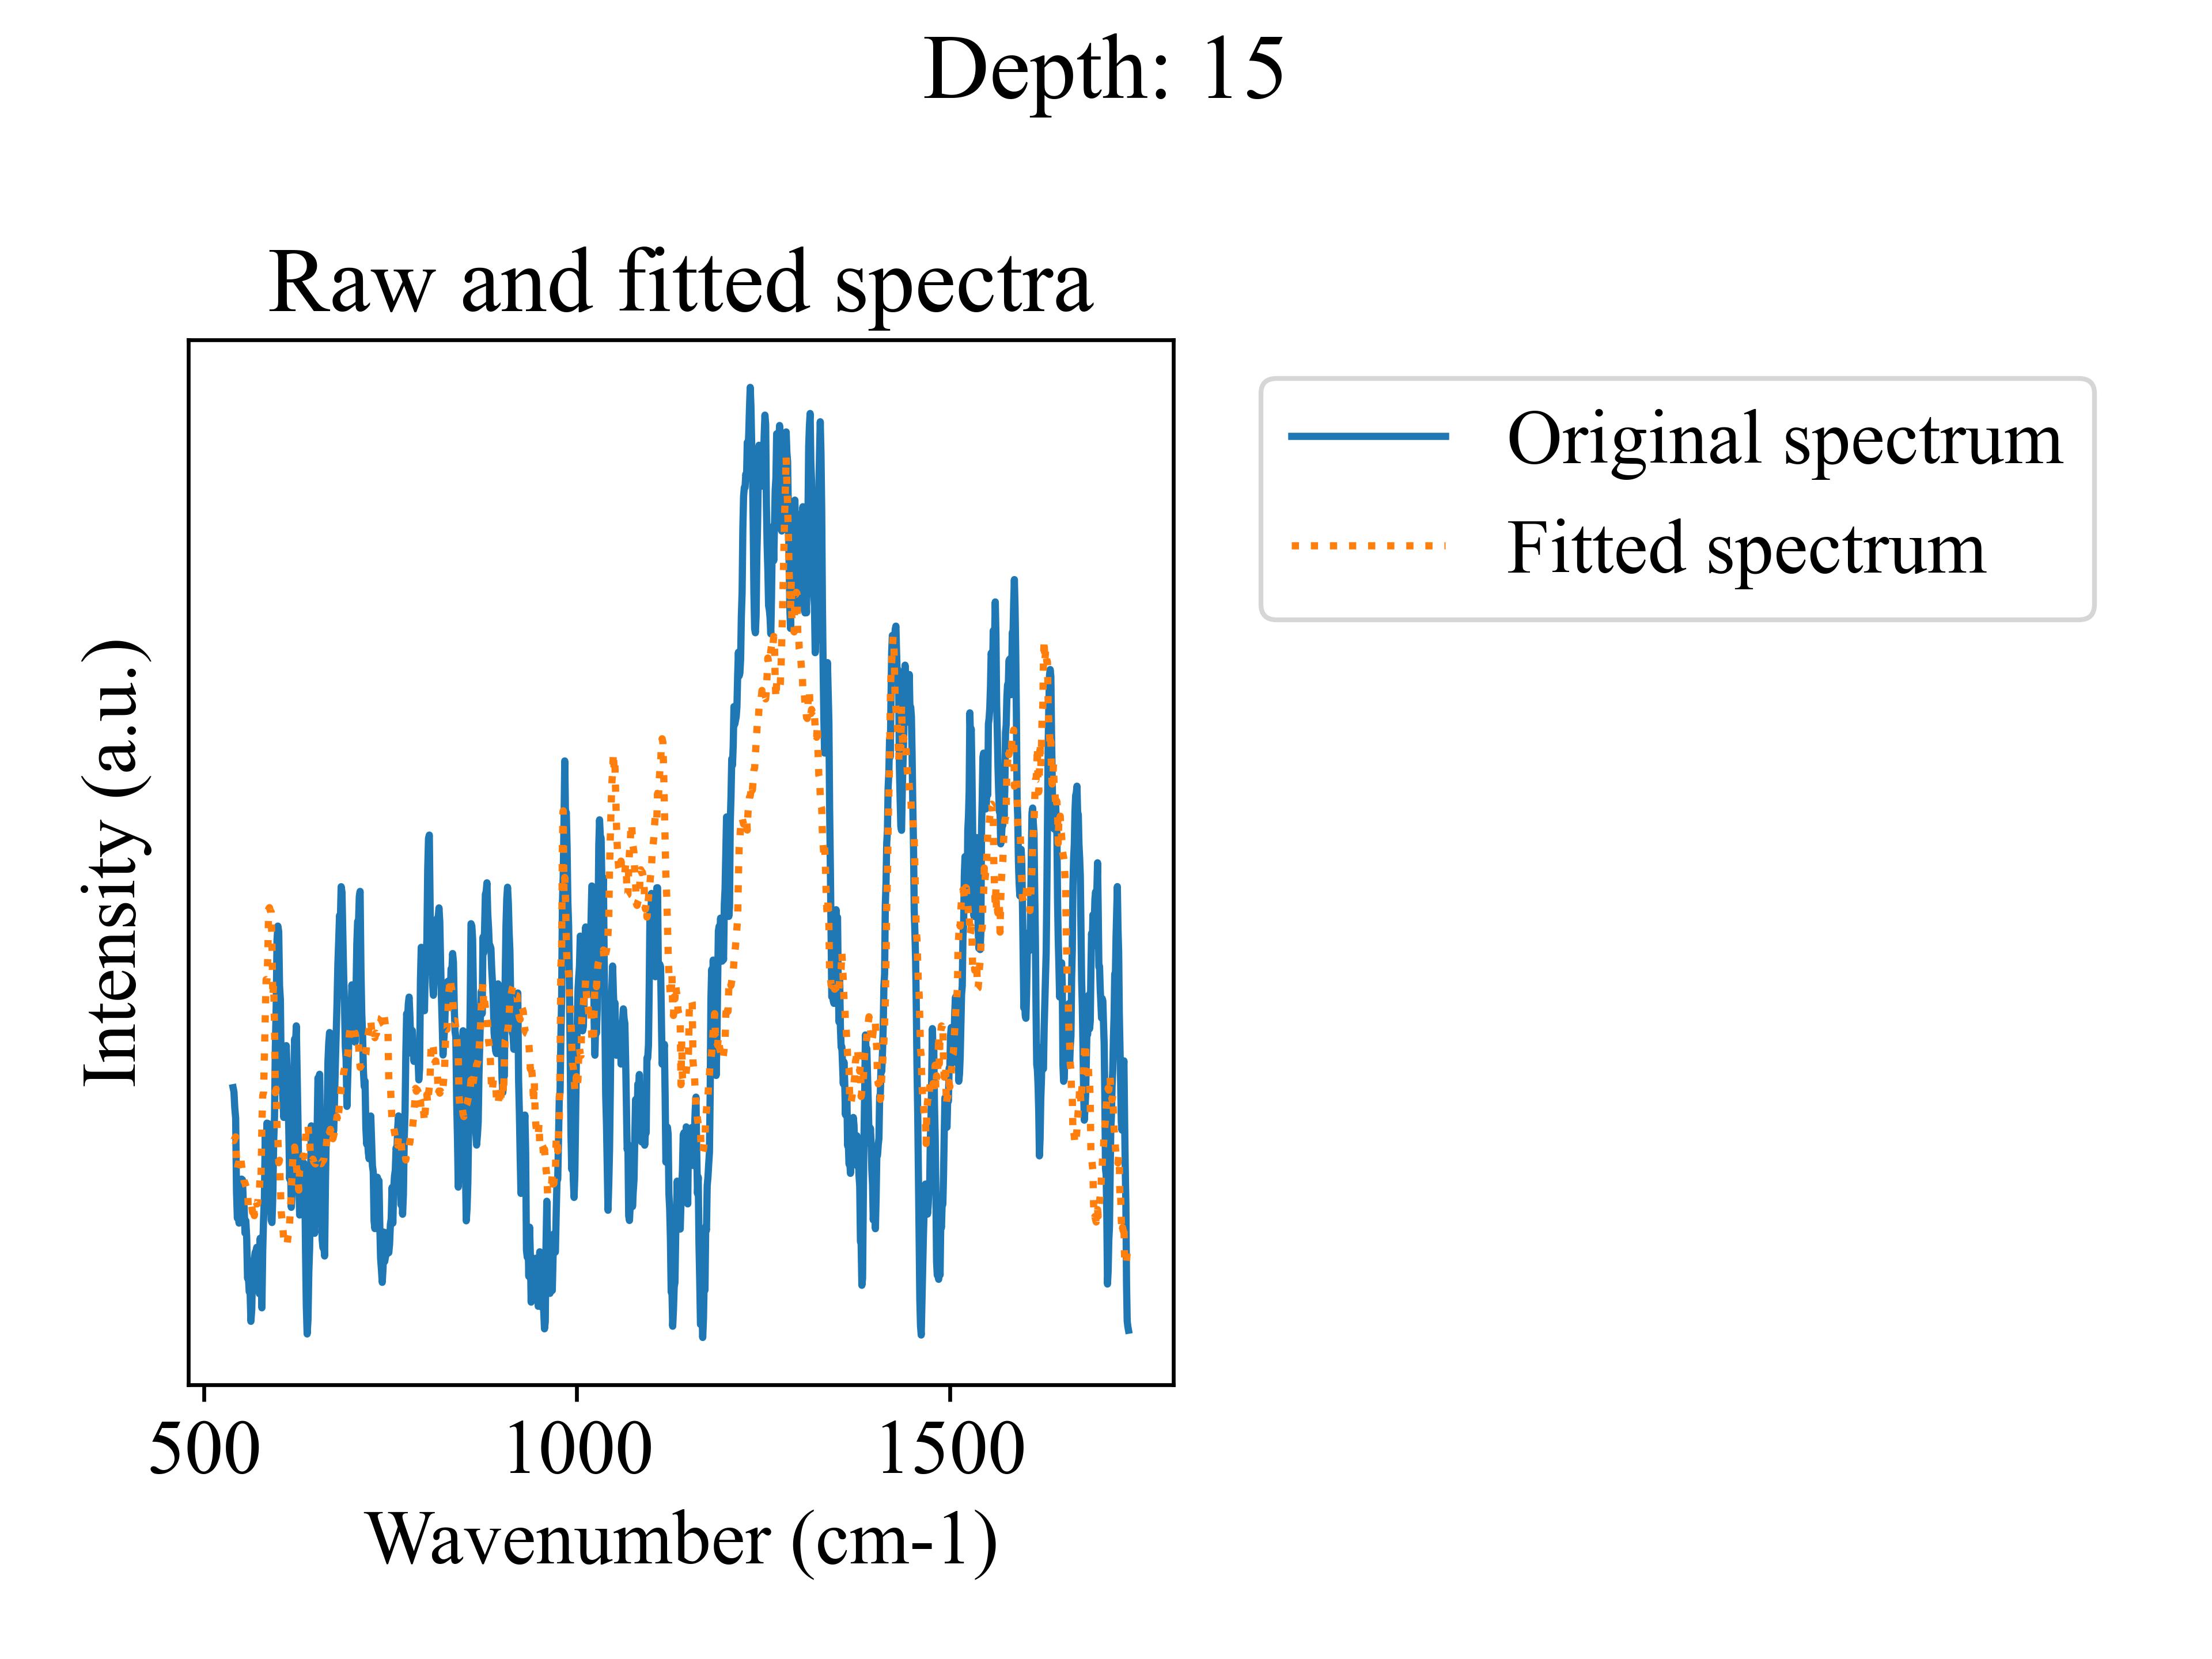 Depth: 15
Raw and fitted spectra
Original spectrum
Fitted spectrum
Intensity (a.u.)
500 1000 1500
Wavenumber (cm-1)